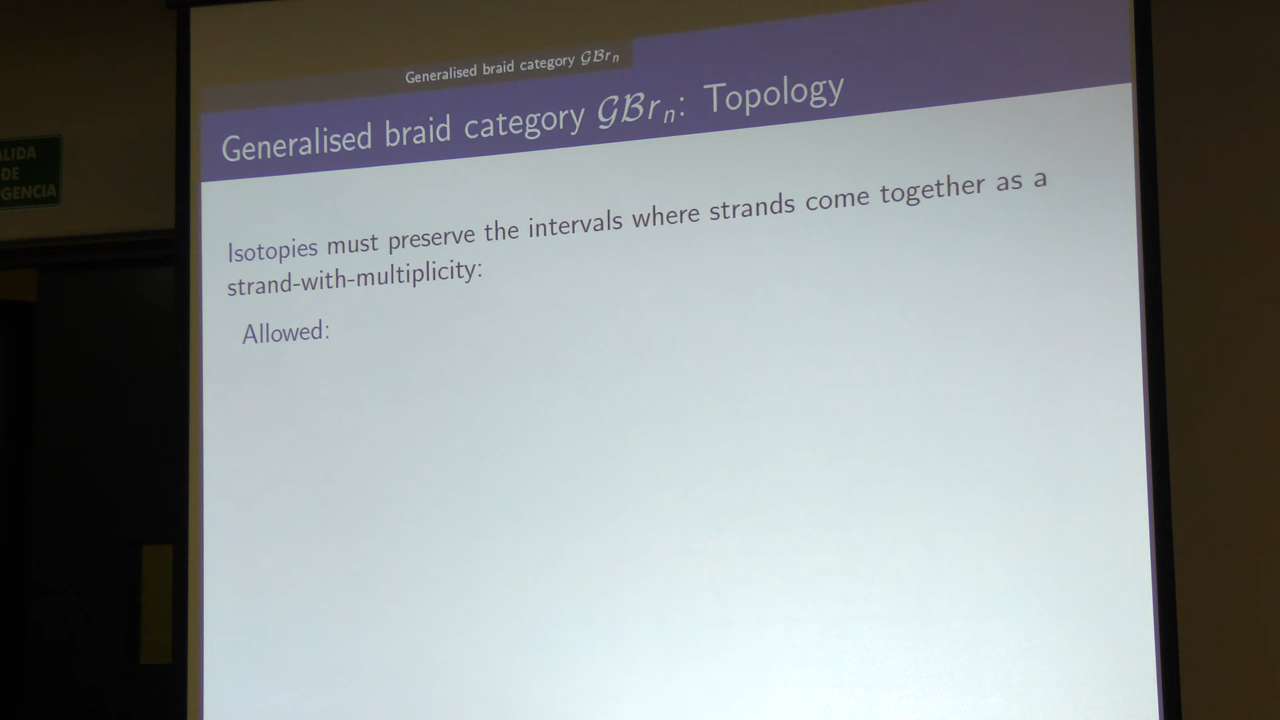 ALIDA
DE
GENCIA
Generalised braid category 𝒢ℬr_n
Generalised braid category 𝒢ℬr_n: Topology
Isotopies must preserve the intervals where strands come together as a
strand-with-multiplicity:
Allowed: